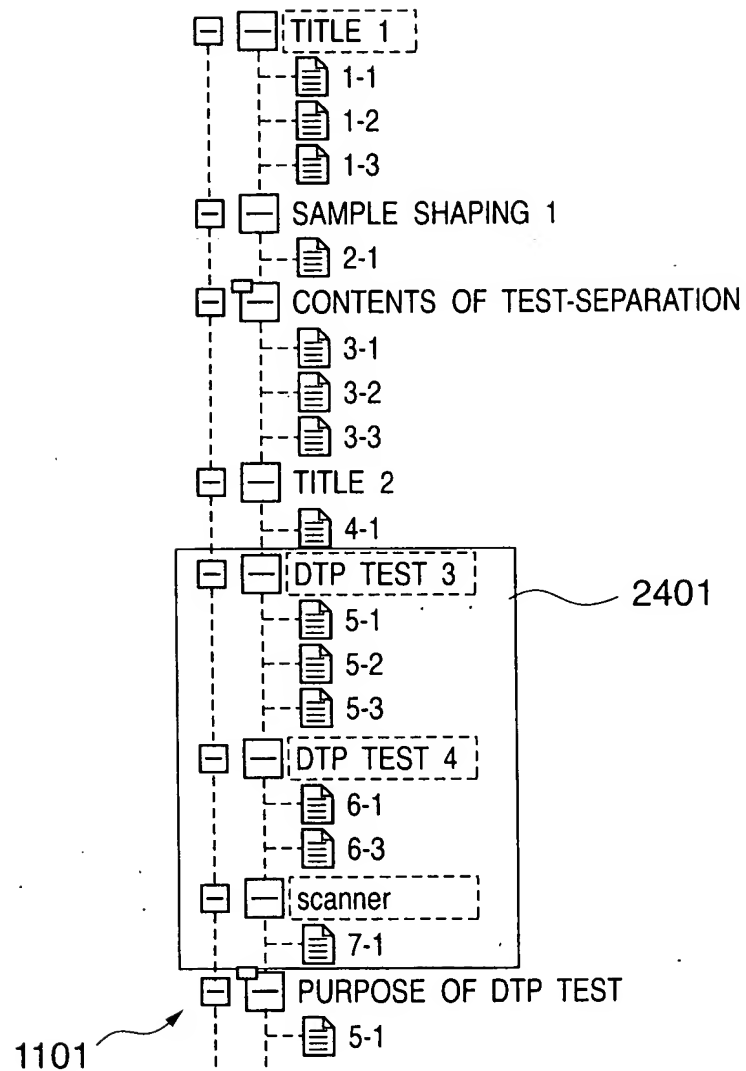 TITLE 1
1-1
1-2
1-3
SAMPLE SHAPING 1
2-1
CONTENTS OF TEST-SEPARATION
3-1
3-2
3-3
TITLE 2
4-1
DTP TEST 3
2401
5-1
5-2
5-3
DTP TEST 4
6-1
6-3
scanner
7-1
PURPOSE OF DTP TEST
5-1
1101